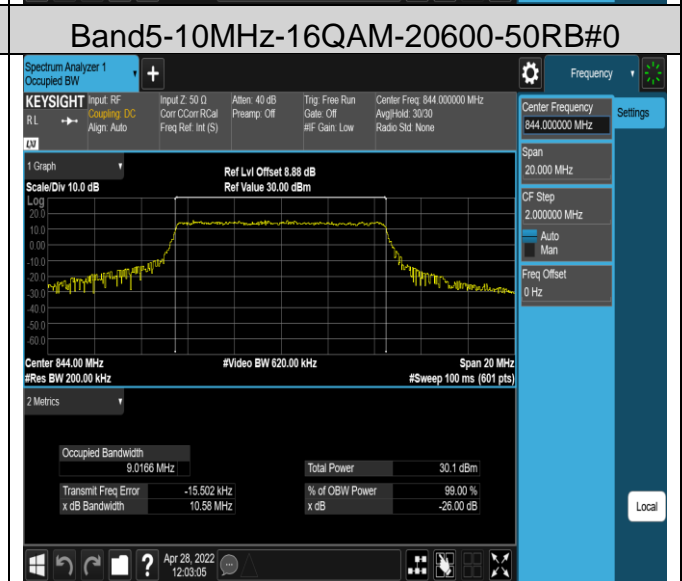 Band5-10MHz-16QAM-20600-50RB#0
Spectrum Analyzer 1
Occupied BW
Frequency
KEYSIGHT
RL
Input: RF
Coupling: DC
Align: Auto
Input Z: 50 Ω
Corr CCorr RCal
Freq Ref: Int (S)
Atten: 40 dB
Preamp: Off
Trig: Free Run
Gate: Off
#IF Gain: Low
Center Freq: 844.000000 MHz
Avg|Hold: 30/30
Radio Std: None
Center Frequency
844.000000 MHz
Settings
Span
20.000 MHz
CF Step
2.000000 MHz
Auto
Man
Freq Offset
0 Hz
1 Graph
Scale/Div 10.0 dB
Ref Lvl Offset 8.88 dB
Ref Value 30.00 dBm
Log
20.0
10.0
0.00
-10.0
-20.0
-30.0
-40.0
-50.0
-60.0
Center 844.00 MHz
#Video BW 620.00 kHz
Span 20 MHz
#Res BW 200.00 kHz
#Sweep 100 ms (601 pts)
2 Metrics
Occupied Bandwidth
9.0166 MHz
Total Power 30.1 dBm
Transmit Freq Error -15.502 kHz
% of OBW Power 99.00 %
x dB Bandwidth 10.58 MHz
x dB -26.00 dB
Local
Apr 28, 2022
12:03:05